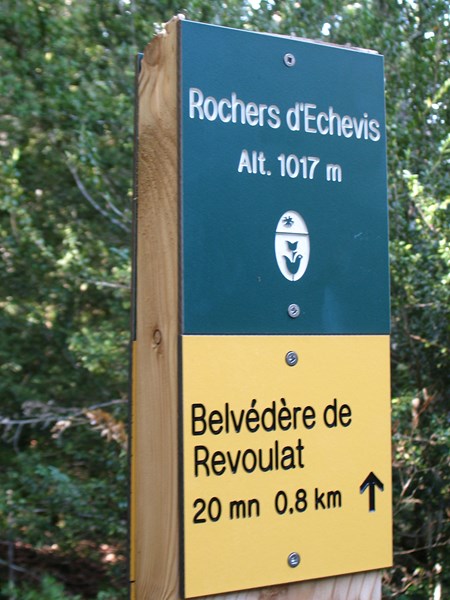 Rochers d'Echevis
Alt. 1017 m
Belvédère de
Revoulat
20 mn 0.8 km